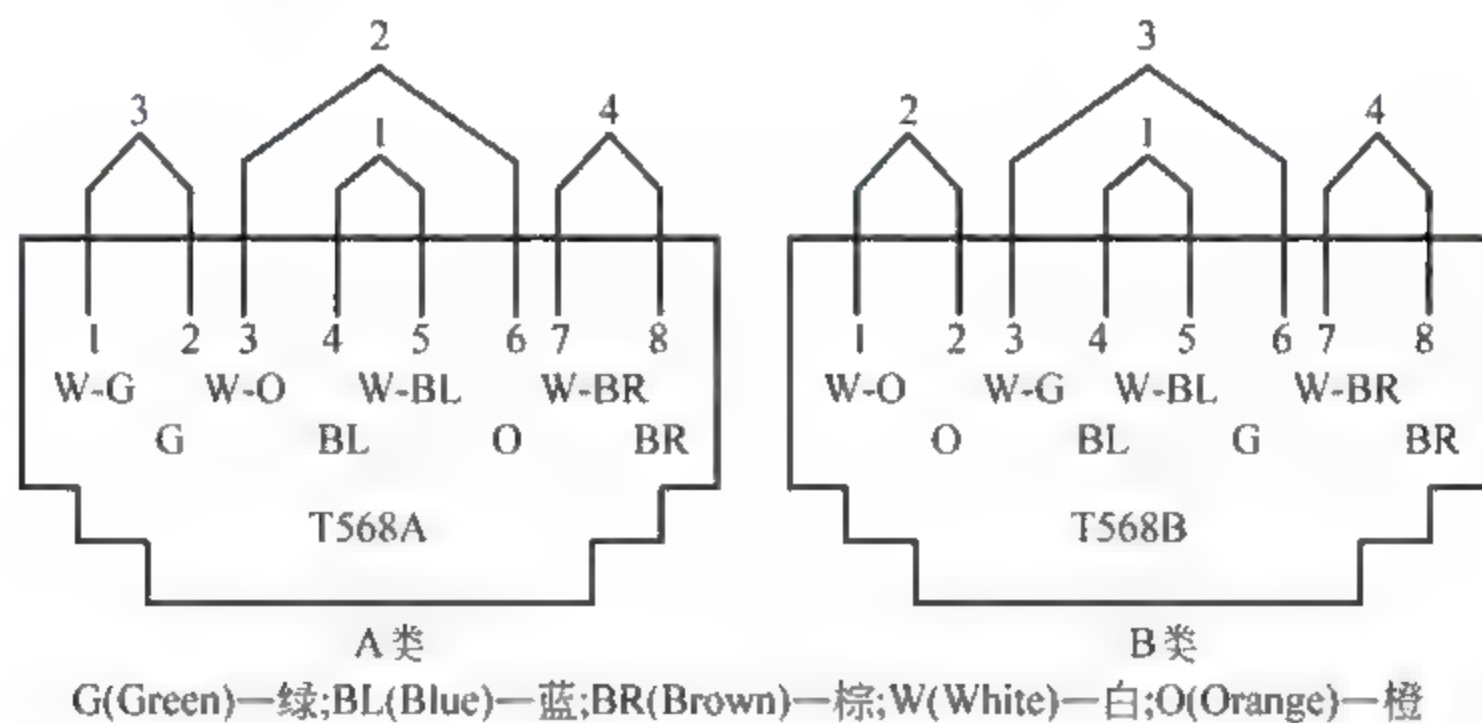 2 3
3 1 4 2 1 4
1 2 3 4 5 6 7 8 1 2 3 4 5 6 7 8
W-G W-O W-BL W-BR W-O W-G W-BL W-BR
G BL O BR O BL G BR
T568A T568B
A 类 B 类
G(Green)—绿;BL(Blue)—蓝;BR(Brown)—棕;W(White)—白;O(Orange)—橙